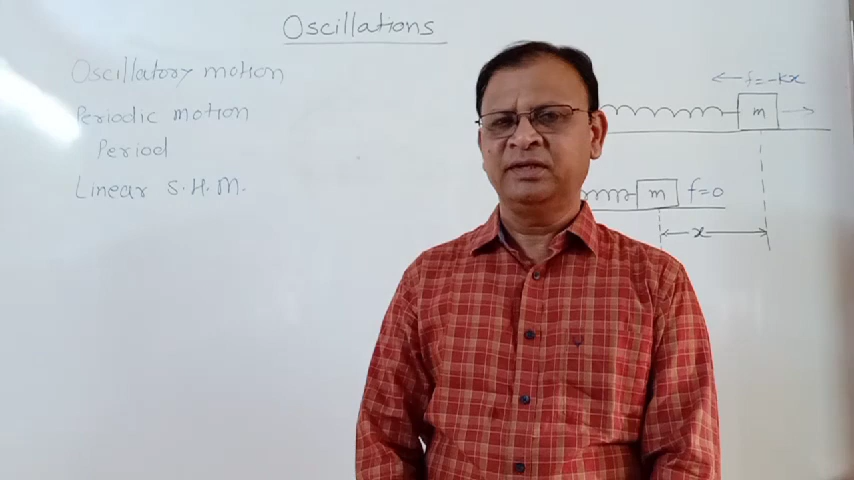 Oscillations
Oscillatory motion
Periodic motion
Period
Linear S.H.M.
f=-kx
m
m f=0
x